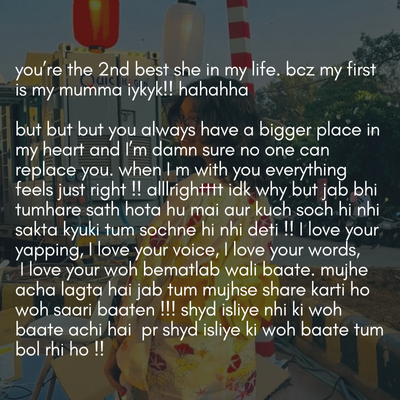 you're the 2nd best she in my life. bcz my first
is my mumma iykyk!! hahahha
but but but you always have a bigger place in
my heart and I'm damn sure no one can
replace you. when I m with you everything
feels just right !! alllrightttt idk why but jab bhi
tumhare sath hota hu mai aur kuch soch hi nhi
sakta kyuki tum sochne hi nhi deti !! I love your
yapping, I love your voice, I love your words,
I love your woh bematlab wali baate. mujhe
acha lagta hai jab tum mujhse share karti ho
woh saari baaten !!! shyd isliye nhi ki woh
baate achi hai pr shyd isliye ki woh baate tum
bol rhi ho !!